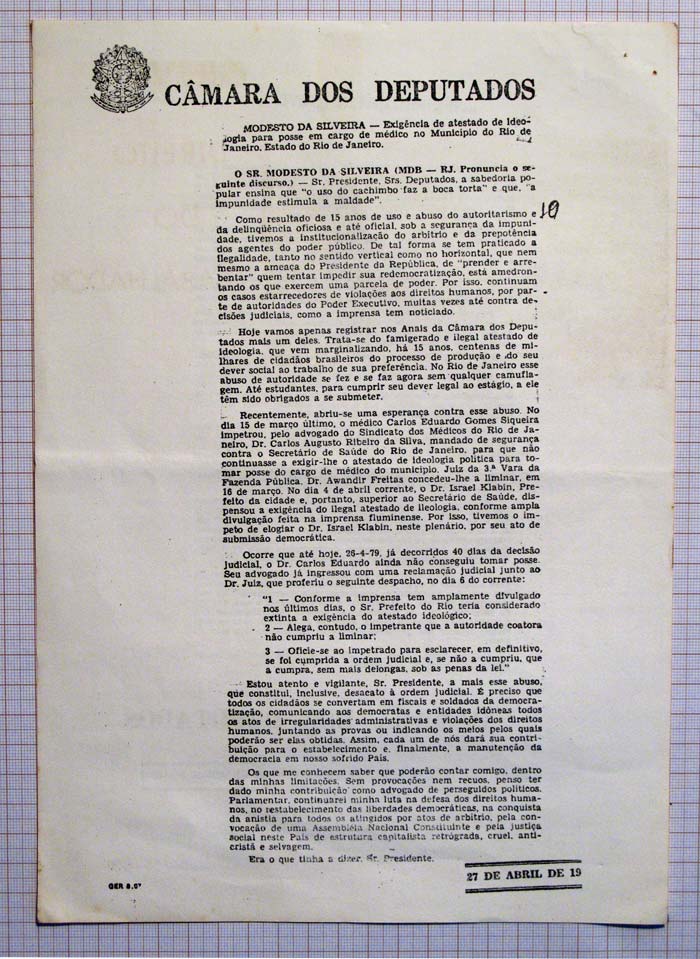 CÂMARA DOS DEPUTADOS
MODESTO DA SILVEIRA — Exigência de atestado de ideo-
logia para posse em cargo de médico no Município do Rio de
Janeiro, Estado do Rio de Janeiro.
O SR. MODESTO DA SILVEIRA (MDB — RJ. Pronuncia o se-
guinte discurso.) — Sr. Presidente, Srs. Deputados, a sabedoria po-
pular ensina que "o uso do cachimbo faz a boca torta" e que, "a
impunidade estimula a maldade".
Como resultado de 15 anos de uso e abuso do autoritarismo e
da delinqüência oficiosa e até oficial, sob a segurança da impuni-
dade, tivemos a institucionalização do arbítrio e da prepotência
dos agentes do poder público. De tal forma se tem praticado a
ilegalidade, tanto no sentido vertical como no horizontal, que nem
mesmo a ameaça do Presidente da República, de "prender e arre-
bentar" quem tentar impedir sua redemocratização, está amedron-
tando os que exercem uma parcela de poder. Por isso, continuam
os casos estarrecedores de violações aos direitos humanos, por par-
te de autoridades do Poder Executivo, muitas vezes até contra de-
cisões judiciais, como a imprensa tem noticiado.
10
Hoje vamos apenas registrar nos Anais da Câmara dos Depu-
tados mais um deles. Trata-se do famigerado e ilegal atestado de
ideologia, que vem marginalizando, há 15 anos, centenas de mi-
lhares de cidadãos brasileiros do processo de produção e do seu
dever social ao trabalho de sua preferência. No Rio de Janeiro esse
abuso de autoridade se fez e se faz agora sem qualquer camufla-
gem. Até estudantes, para cumprir seu dever legal ao estágio, a ele
têm sido obrigados a se submeter.
Recentemente, abriu-se uma esperança contra esse abuso. No
dia 15 de março último, o médico Carlos Eduardo Gomes Siqueira
impetrou, pelo advogado do Sindicato dos Médicos do Rio de Ja-
neiro, Dr. Carlos Augusto Ribeiro da Silva, mandado de segurança
contra o Secretário de Saúde do Rio de Janeiro, para que não
continuasse a exigir-lhe o atestado de ideologia política para to-
mar posse do cargo de médico do município. Juiz da 3.ª Vara da
Fazenda Pública, Dr. Awandir Freitas concedeu-lhe a liminar, em
16 de março. No dia 4 de abril corrente, o Dr. Israel Klabin, Pre-
feito da cidade e, portanto, superior ao Secretário de Saúde, dis-
pensou a exigência do ilegal atestado de ileologia, conforme ampla
divulgação feita na imprensa fluminense. Por isso, tivemos o ím-
peto de elogiar o Dr. Israel Klabin, neste plenário, por seu ato de
submissão democrática.
Ocorre que até hoje, 26-4-79, já decorridos 40 dias da decisão
judicial, o Dr. Carlos Eduardo ainda não conseguiu tomar posse.
Seu advogado já ingressou com uma reclamação judicial junto ao
Dr. Juiz, que proferiu o seguinte despacho, no dia 6 do corrente:
"1 — Conforme a imprensa tem amplamente divulgado
nos últimos dias, o Sr. Prefeito do Rio teria considerado
extinta a exigência do atestado ideológico;
2 — Alega, contudo, o impetrante que a autoridade coatora
não cumpriu a liminar;
3 — Oficie-se ao impetrado para esclarecer, em definitivo,
se foi cumprida a ordem judicial e, se não a cumpriu, que
a cumpra, sem mais delongas, sob as penas da lei."
Estou atento e vigilante, Sr. Presidente, a mais esse abuso,
que constitui, inclusive, desacato à ordem judicial. É preciso que
todos os cidadãos se convertam em fiscais e soldados da democra-
tização, comunicando aos democratas e entidades idôneas todos
os atos de irregularidades administrativas e violações dos direitos
humanos, juntando as provas ou indicando os meios pelos quais
poderão ser elas obtidas. Assim, cada um de nós dará sua contri-
buição para o estabelecimento e, finalmente, a manutenção da
democracia em nosso sofrido País.
Os que me conhecem saber que poderão contar comigo, dentro
das minhas limitações. Sem provocações nem recuos, penso ter
dado minha contribuição como advogado de perseguidos políticos.
Parlamentar, continuarei minha luta na defesa dos direitos huma-
nos, no restabelecimento das liberdades democráticas, na conquista
da anistia para todos os atingidos por atos de arbítrio, pela con-
vocação de uma Assembléia Nacional Constituinte e pela justiça
social neste País de estrutura capitalista retrógrada, cruel, anti-
cristã e selvagem.
Era o que tinha a dizer, Sr. Presidente.
27 DE ABRIL DE 19
GER